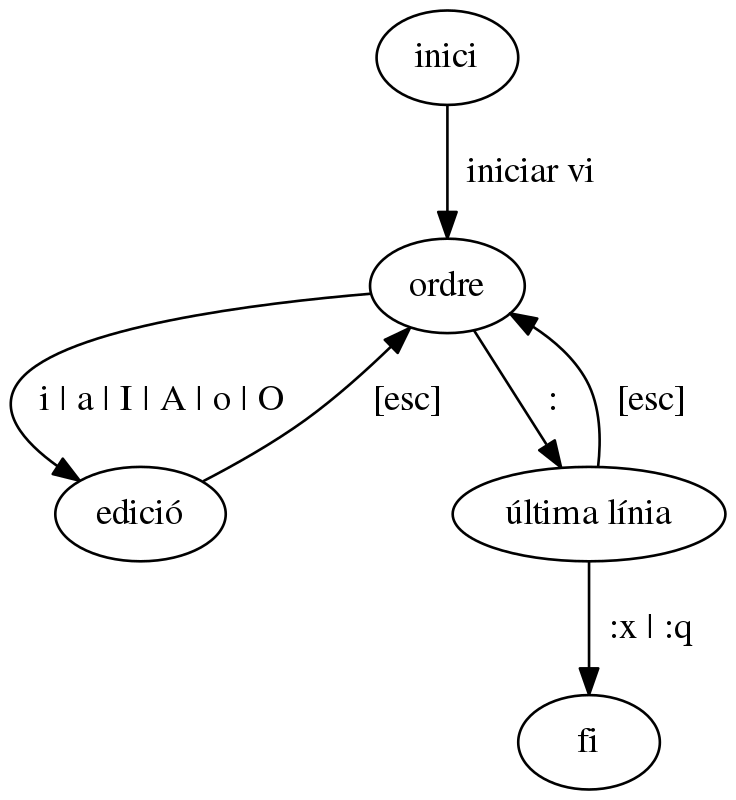 inici
iniciar vi
ordre
i | a | I | A | o | O
[esc]
:
[esc]
edició
última línia
:x | :q
fi